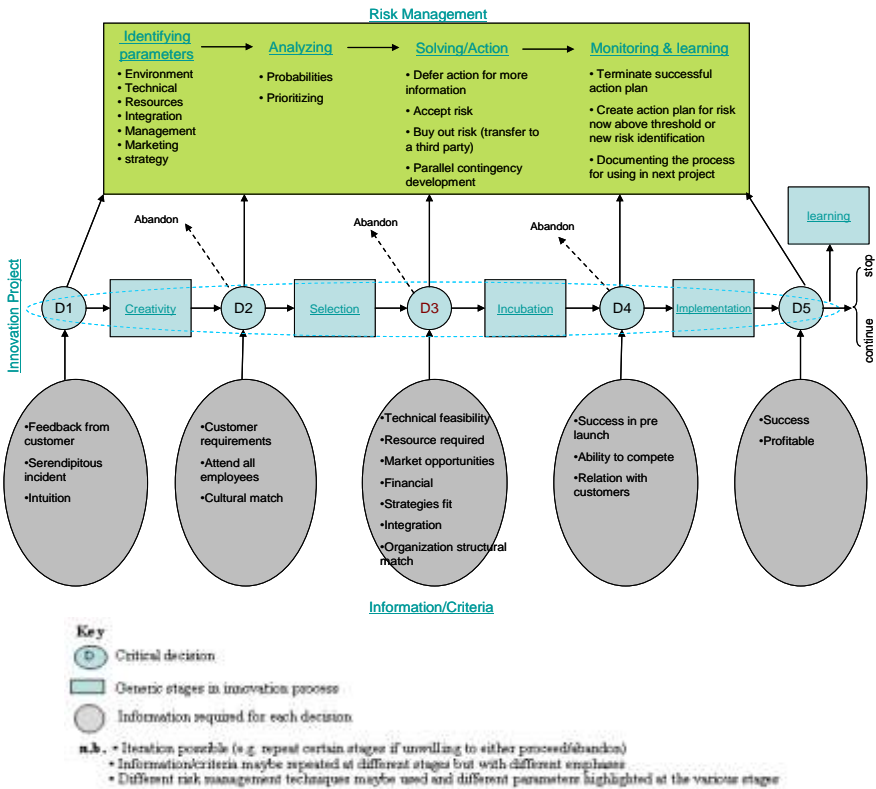 Risk Management
Identifying
parameters
• Environment
• Technical
• Resources
• Integration
• Management
• Marketing
• strategy
Analyzing
• Probabilities
• Prioritizing
Solving/Action
• Defer action for more
information
• Accept risk
• Buy out risk (transfer to
a third party)
• Parallel contingency
development
Monitoring & learning
• Terminate successful
action plan
• Create action plan for risk
now above threshold or
new risk identification
• Documenting the process
for using in next project
Abandon
Abandon
Abandon
learning
Innovation Project
D1
Creativity
D2
Selection
D3
Incubation
D4
Implementation
D5
stop
continue
•Feedback from
customer
•Serendipitous
incident
•Intuition
•Customer
requirements
•Attend all
employees
•Cultural match
•Technical feasibility
•Resource required
•Market opportunities
•Financial
•Strategies fit
•Integration
•Organization structural
match
•Success in pre
launch
•Ability to compete
•Relation with
customers
•Success
•Profitable
Information/Criteria
Key
D Critical decision
Generic stages in innovation process
Information required for each decision
n.b. • Iteration possible (e.g. repeat certain stages if unwilling to either proceed/abandon)
• Information/criteria maybe repeated at different stages but with different emphases
• Different risk management techniques maybe used and different parameters highlighted at the various stages